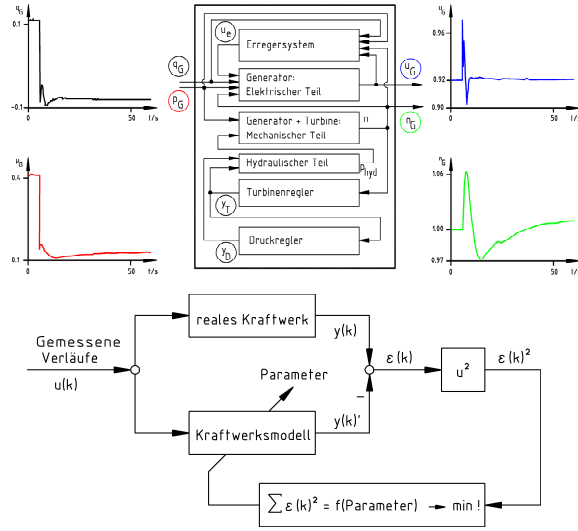 q_G
0.1
-0.1
0
50
t/s
p_G
0.4
0.1
0
50
t/s
q_G
p_G
u_e
Erregersystem
Generator:
Elektrischer Teil
Generator + Turbine:
Mechanischer Teil
n
Hydraulischer Teil
p_hyd
Turbinenregler
y_T
Druckregler
y_D
u_G
n_G
u_G
0.92
0.90
0
50
t/s
n_G
1.06
1.00
0.97
0
50
t/s
reales Kraftwerk
y(k)
Gemessene
Verläufe
u(k)
Parameter
ε(k)
u²
ε(k)²
−
Kraftwerksmodell
y(k)'
∑ ε(k)² = f(Parameter) → min !